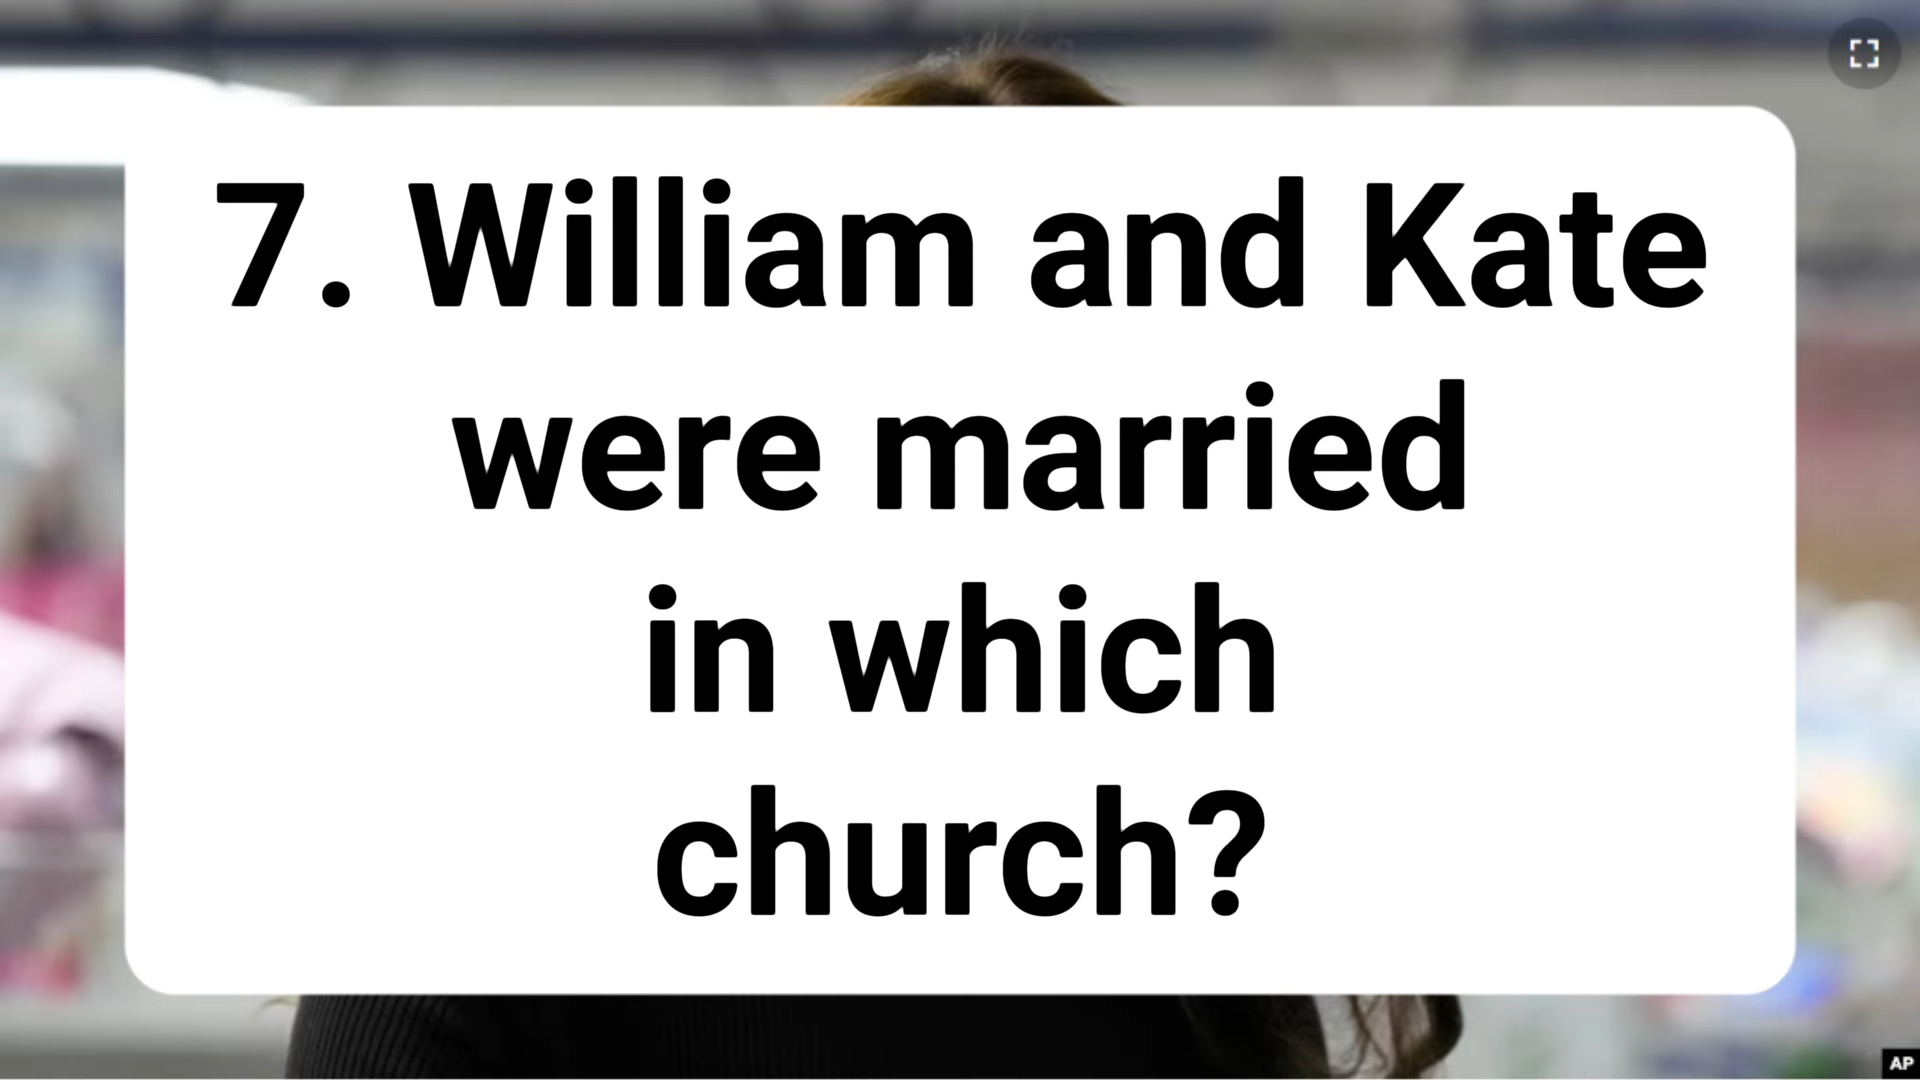 7. William and Kate
were married
in which
church?
AP